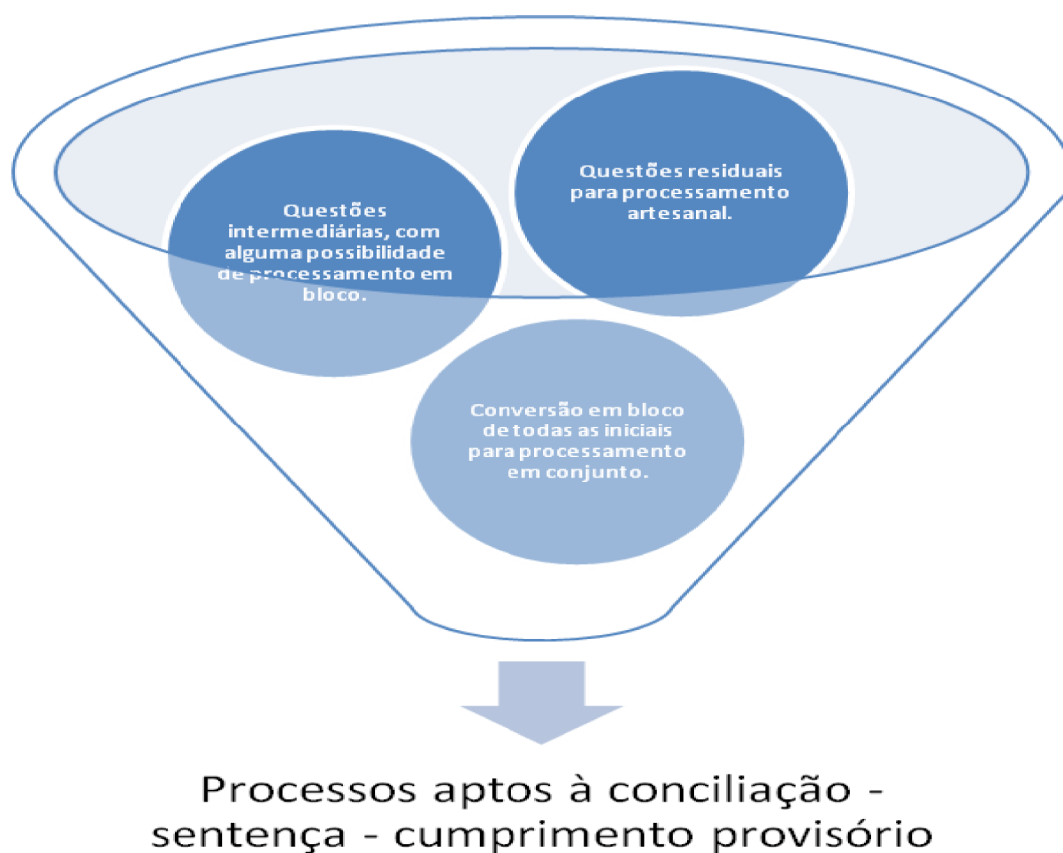 Questões residuais
para processamento
artesanal.
Questões
intermediárias, com
alguma possibilidade
de processamento em
bloco.
Conversão em bloco
de todas as iniciais
para processamento
em conjunto.
Processos aptos à conciliação -
sentença - cumprimento provisório